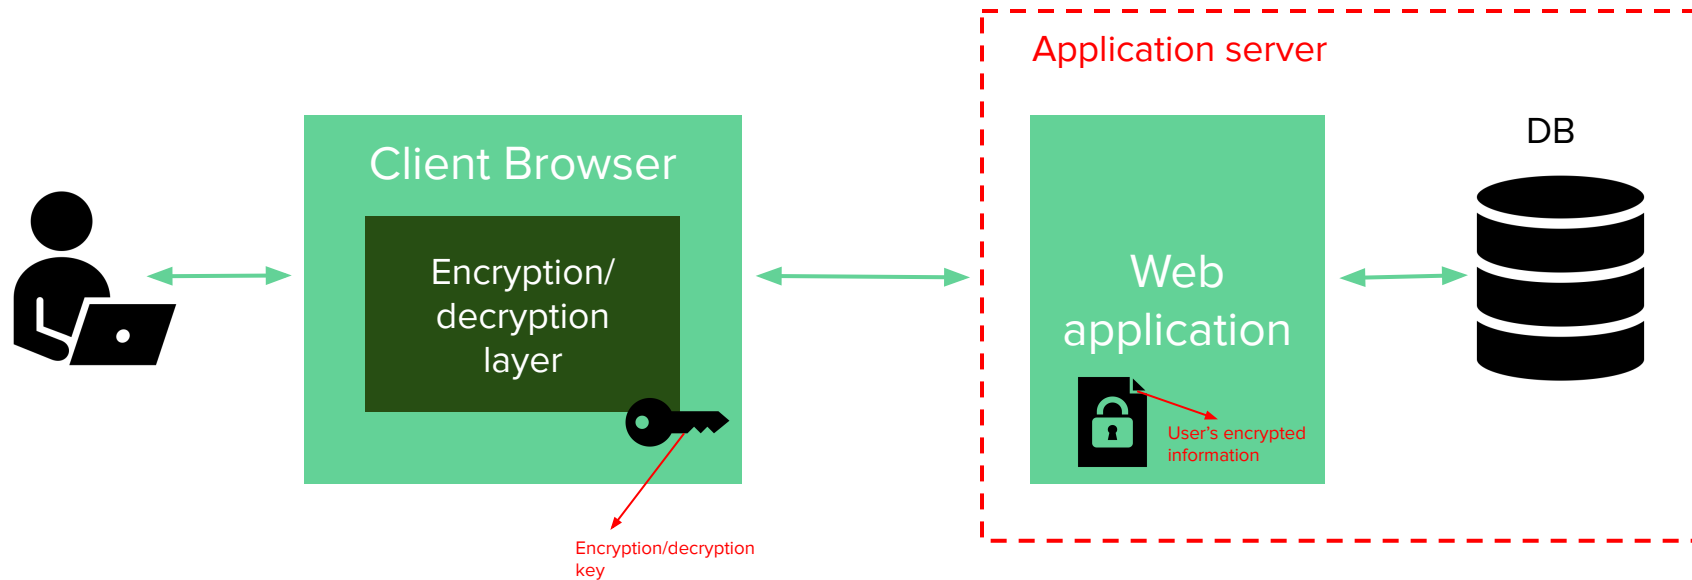 Application server
DB
Client Browser
Encryption/
decryption
layer
Web
application
User's encrypted
information
Encryption/decryption
key